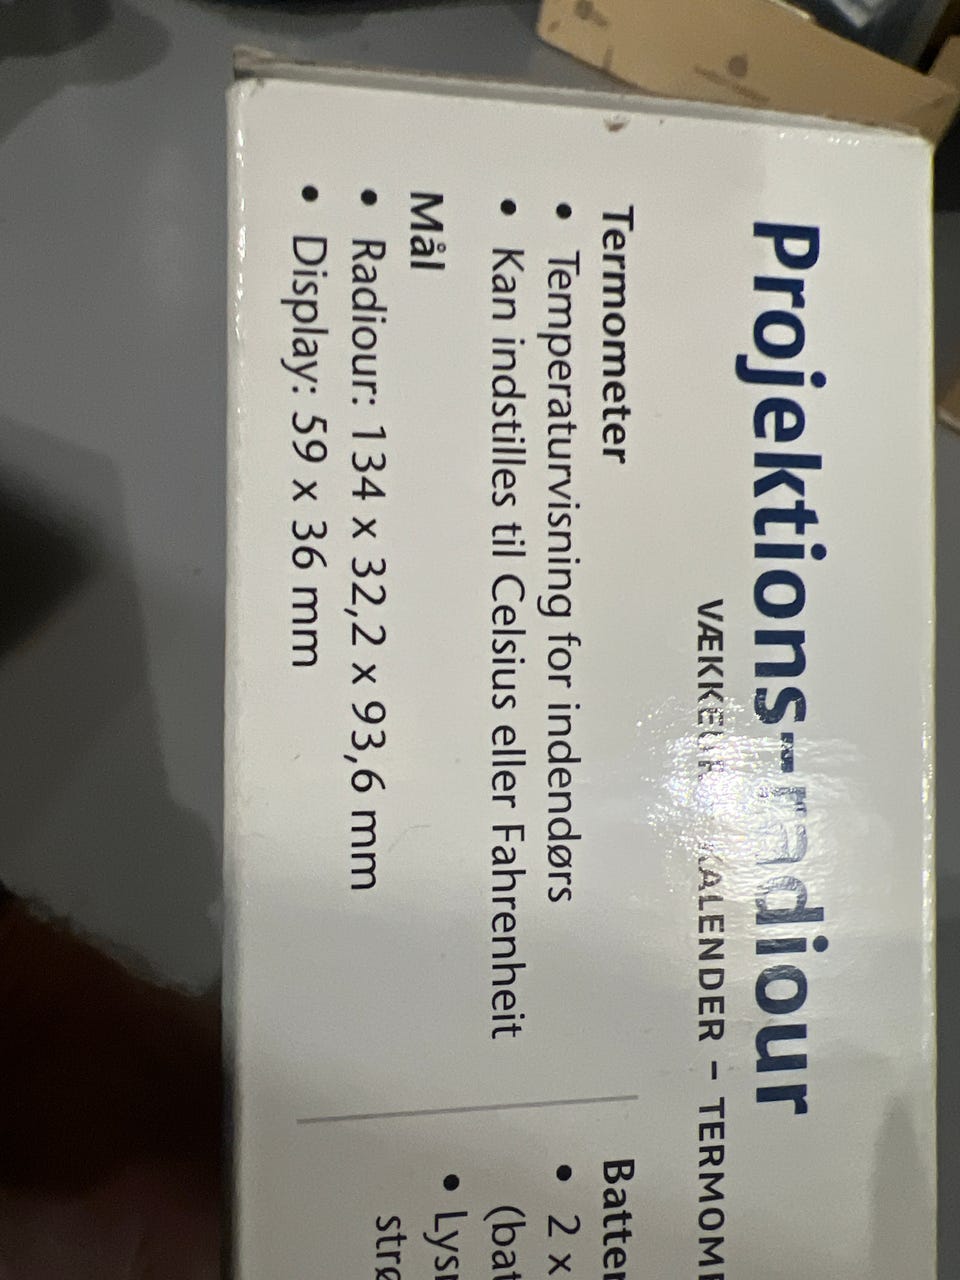 Projektions-radiour
VÆKKEUR – KALENDER – TERMOM
Termometer
• Temperaturvisning for indendørs
• Kan indstilles til Celsius eller Fahrenheit
Mål
• Radiour: 134 x 32,2 x 93,6 mm
• Display: 59 x 36 mm
Batter
• 2 x
(bat
• Lys
strø